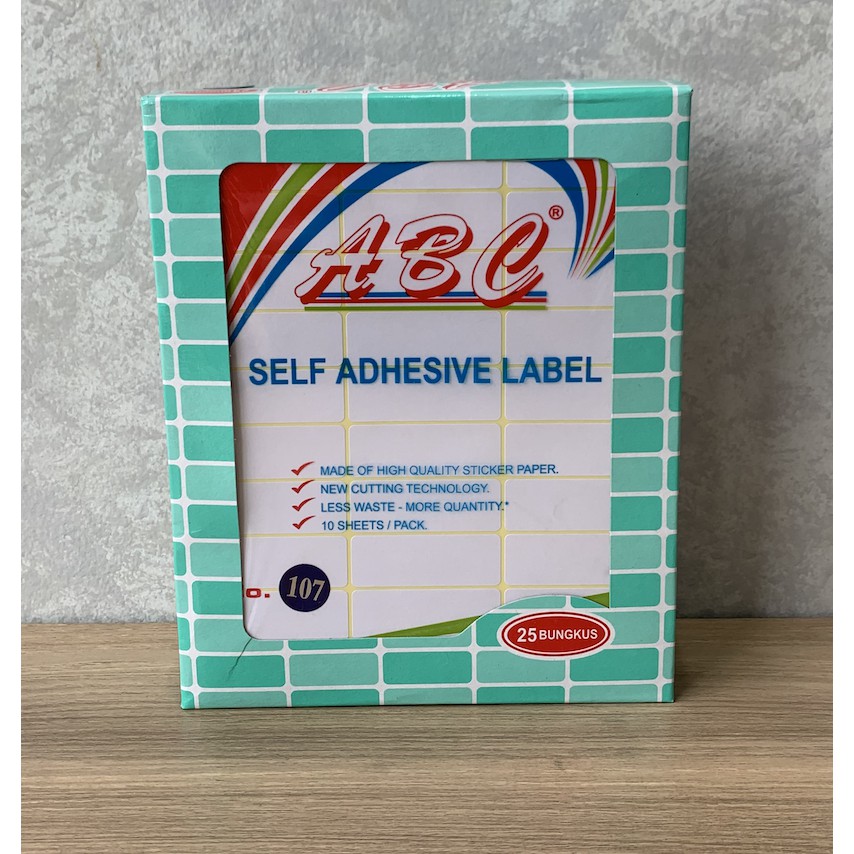 ABC®
SELF ADHESIVE LABEL
MADE OF HIGH QUALITY STICKER PAPER.
NEW CUTTING TECHNOLOGY.
LESS WASTE - MORE QUANTITY.*
10 SHEETS / PACK.
o. 107
25 BUNGKUS